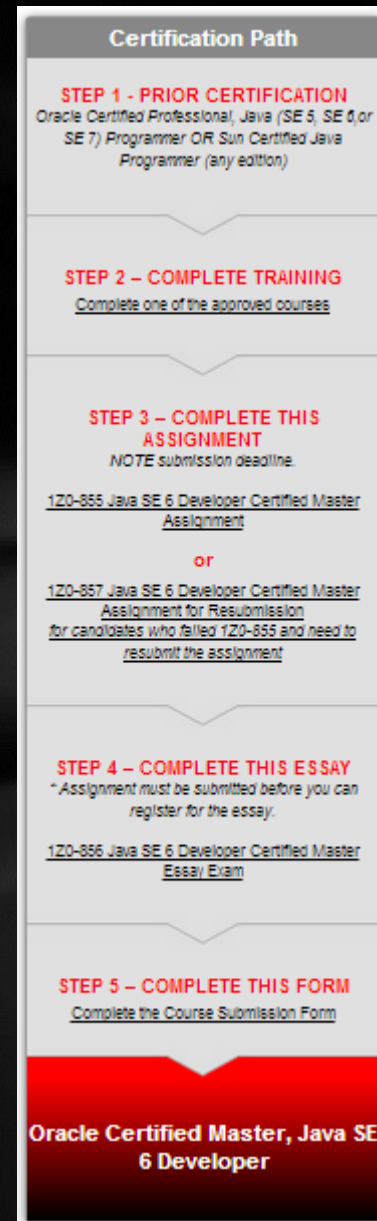 Certification Path
STEP 1 - PRIOR CERTIFICATION
Oracle Certified Professional, Java (SE 5, SE 6,or
SE 7) Programmer OR Sun Certified Java
Programmer (any edition)
STEP 2 – COMPLETE TRAINING
Complete one of the approved courses
STEP 3 – COMPLETE THIS
ASSIGNMENT
NOTE submission deadline.
1Z0-855 Java SE 6 Developer Certified Master
Assignment
or
1Z0-857 Java SE 6 Developer Certified Master
Assignment for Resubmission
for candidates who failed 1Z0-855 and need to
resubmit the assignment
STEP 4 – COMPLETE THIS ESSAY
* Assignment must be submitted before you can
register for the essay.
1Z0-856 Java SE 6 Developer Certified Master
Essay Exam
STEP 5 – COMPLETE THIS FORM
Complete the Course Submission Form
Oracle Certified Master, Java SE
6 Developer